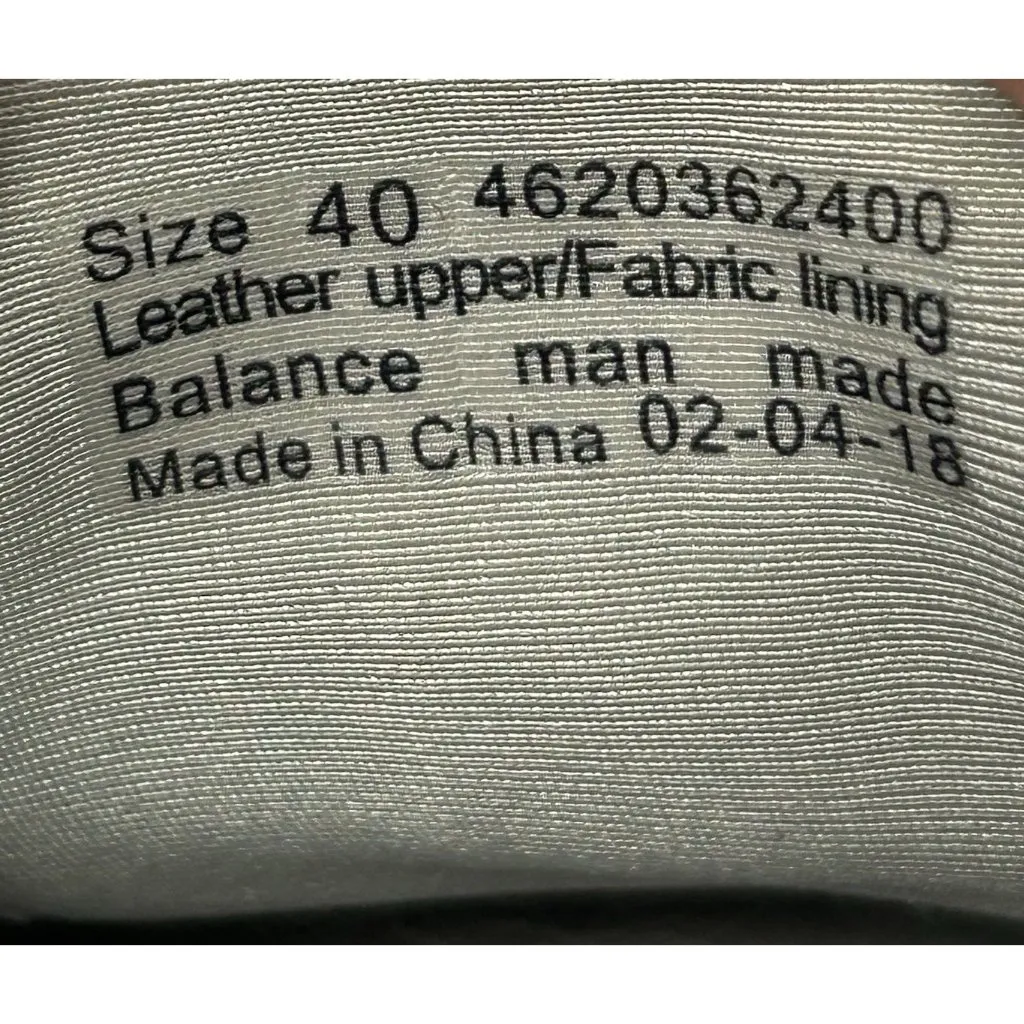 Size 40 4620362400
Leather upper/Fabric lining
Balance man made
Made in China 02-04-18